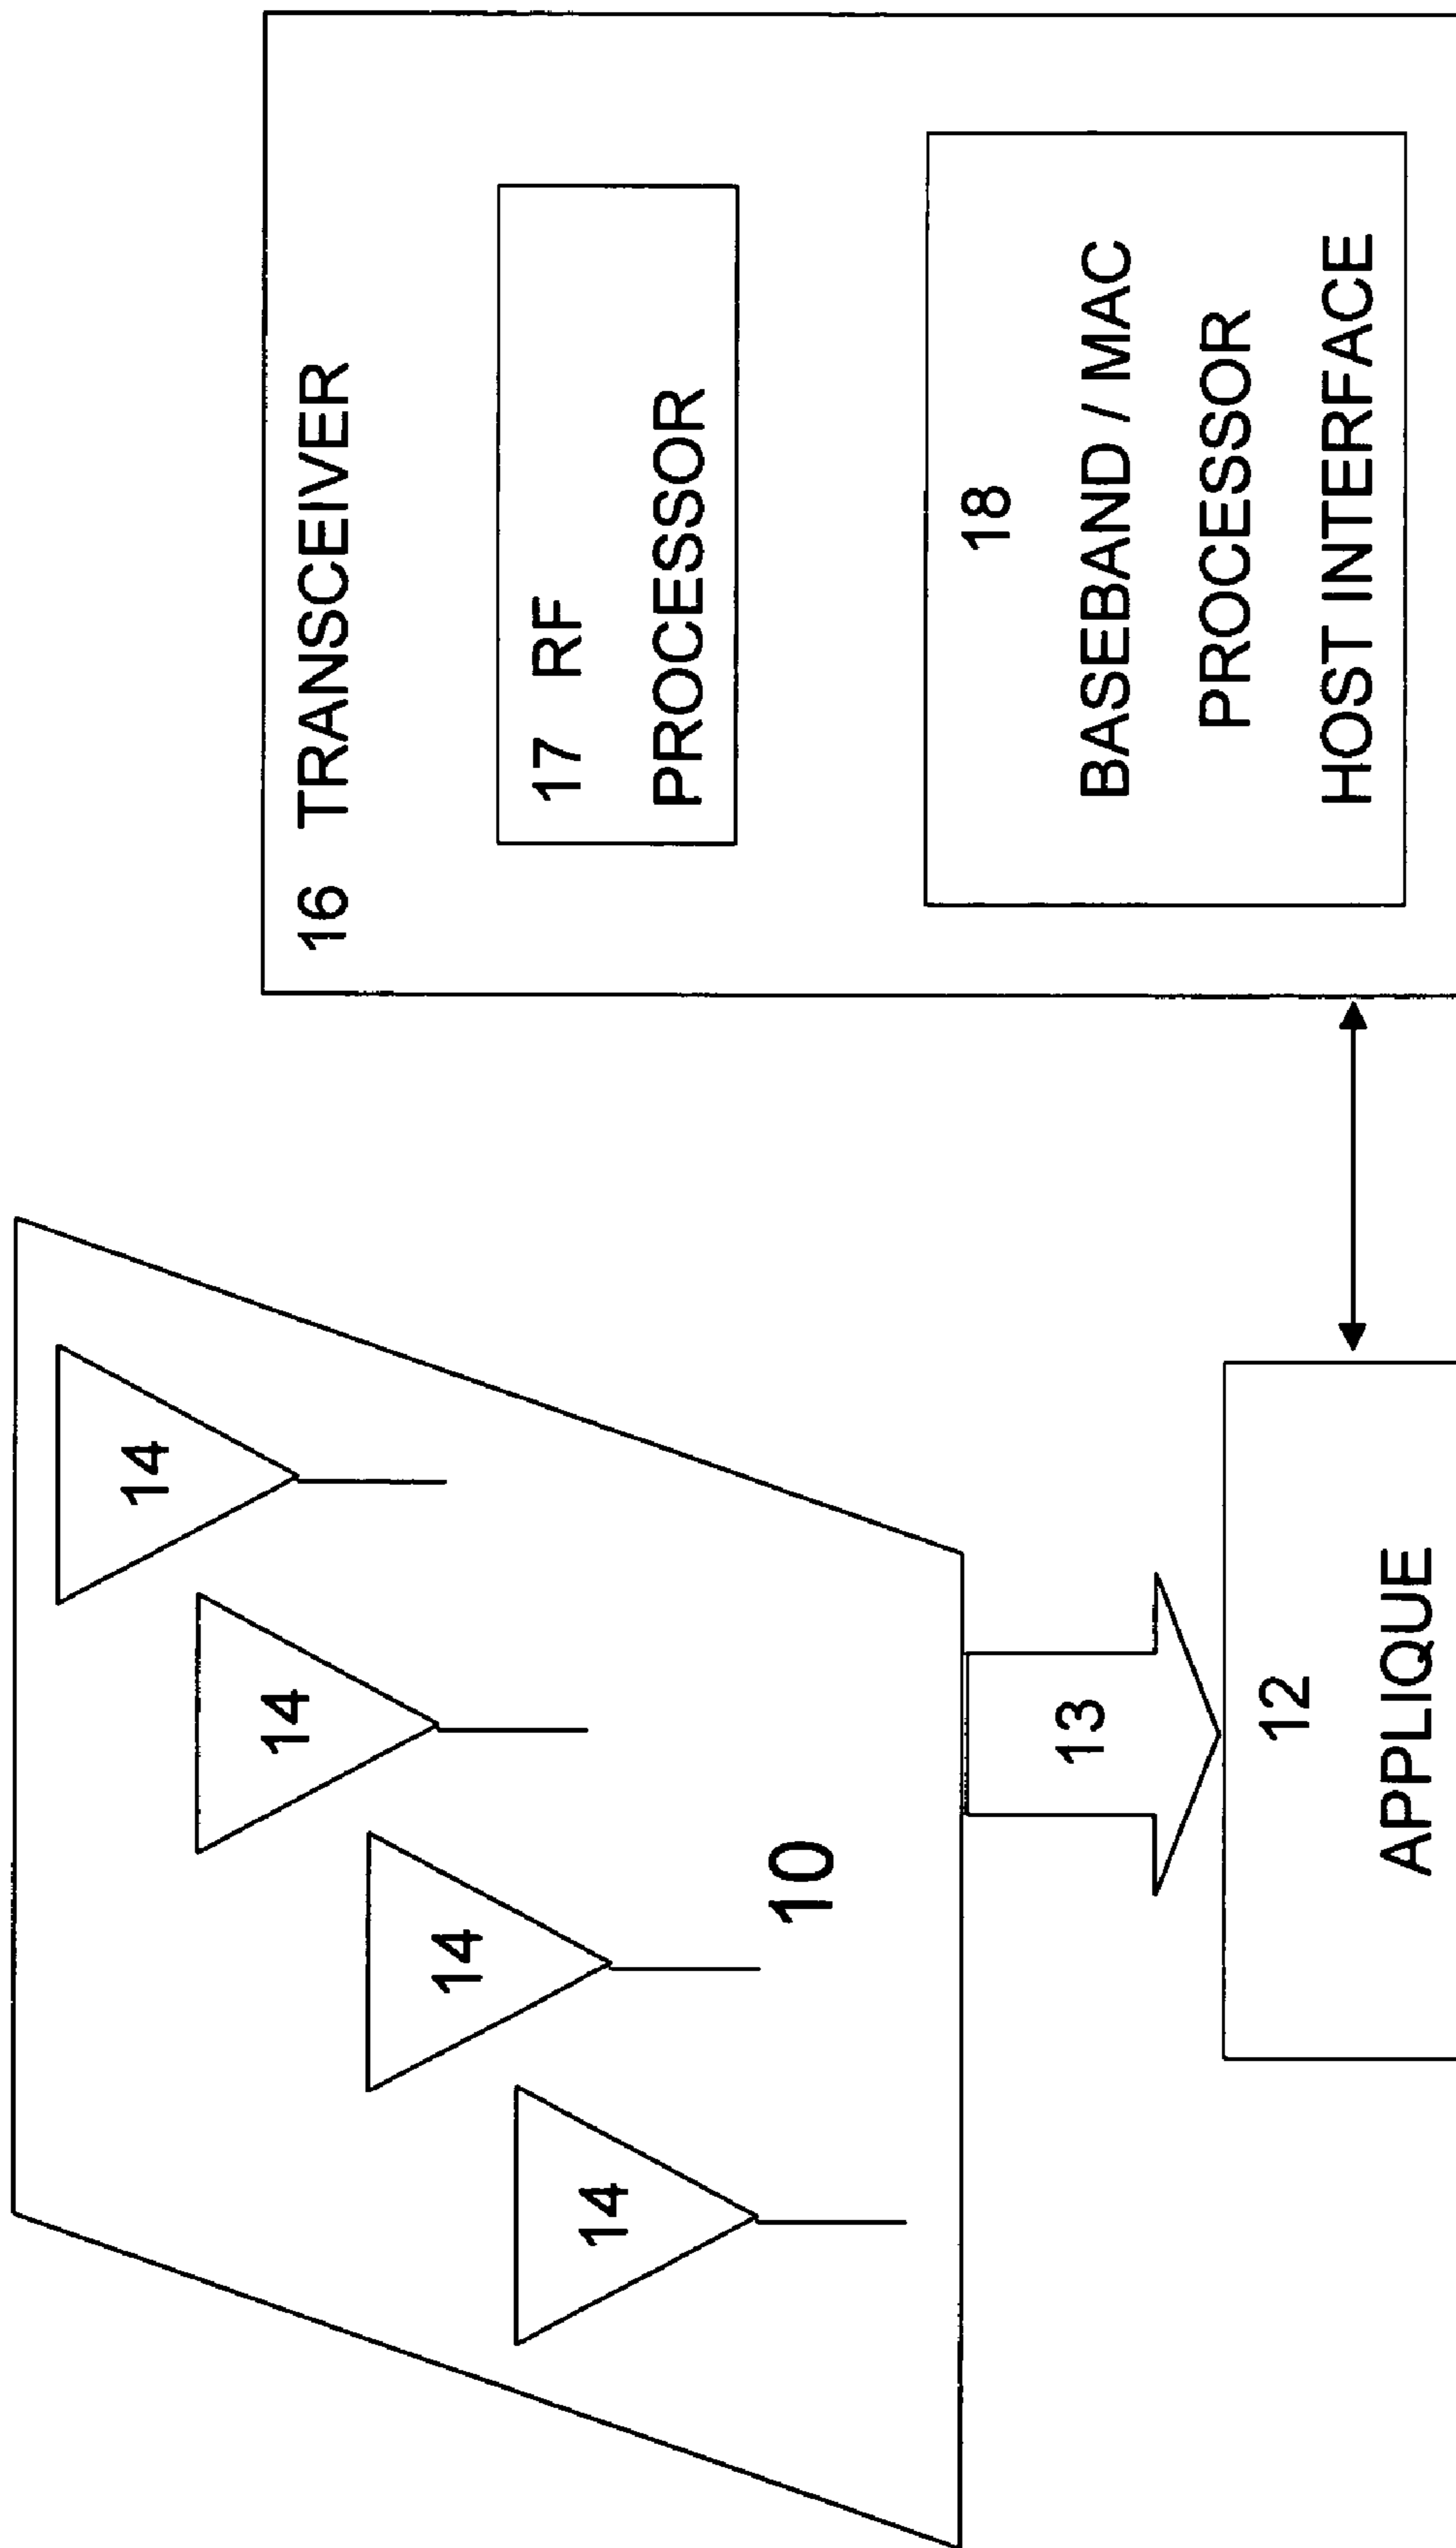 14
14
14
14
10
13
12
APPLIQUE
16 TRANSCEIVER
17 RF
PROCESSOR
18
BASEBAND / MAC
PROCESSOR
HOST INTERFACE